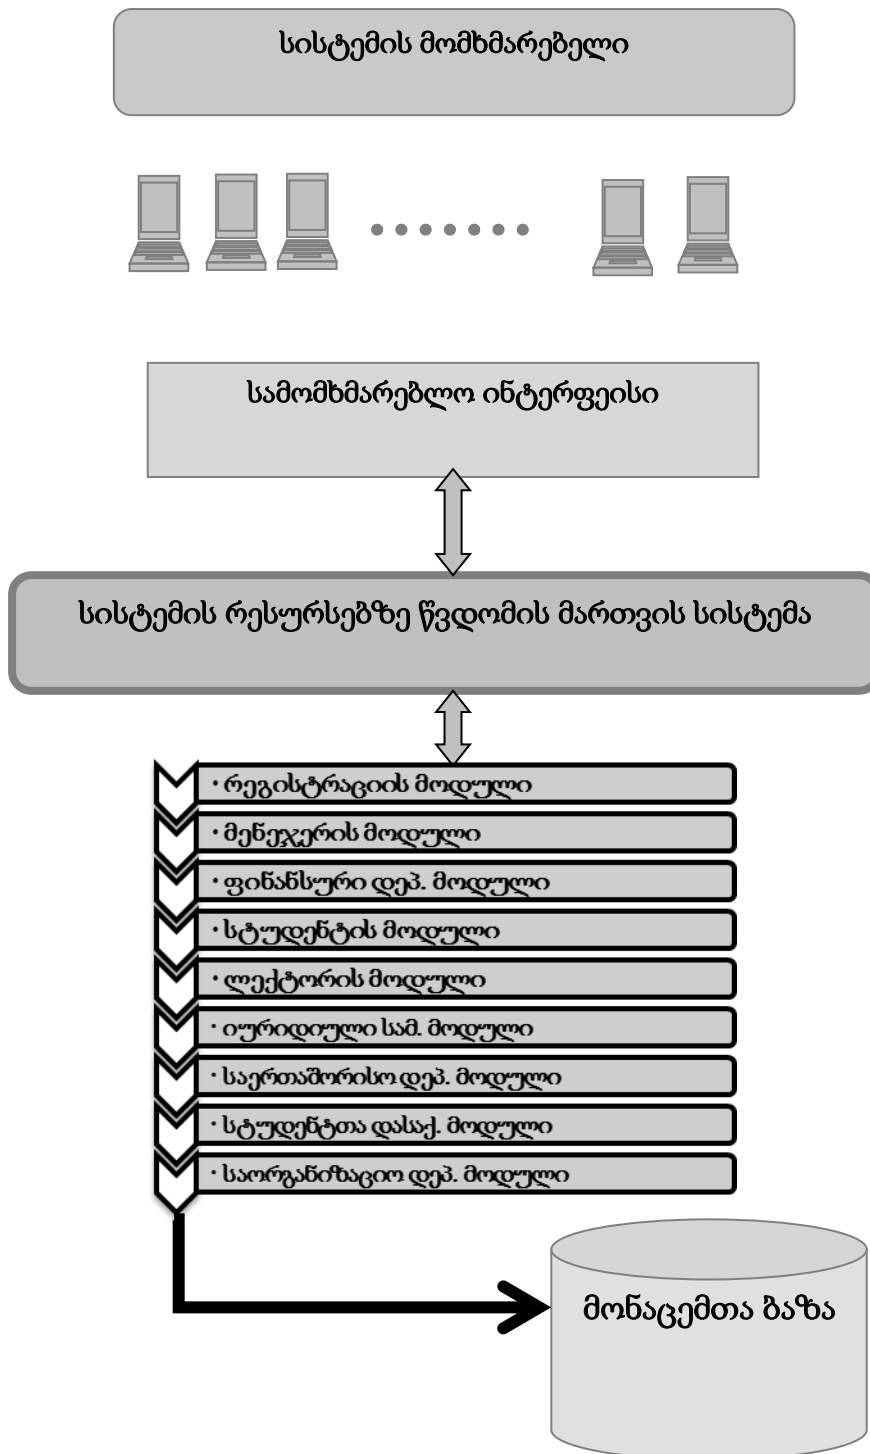 სისტემის მომხმარებელი
სამომხმარებლო ინტერფეისი
სისტემის რესურსებზე წვდომის მართვის სისტემა
• რეგისტრაციის მოდული
• მენეჯერის მოდული
• ფინანსური დეპ. მოდული
• სტუდენტის მოდული
• ლექტორის მოდული
• იურიდიული სამ. მოდული
• საერთაშორისო დეპ. მოდული
• სტუდენტთა დასაქ. მოდული
• საორგანიზაციო დეპ. მოდული
მონაცემთა ბაზა